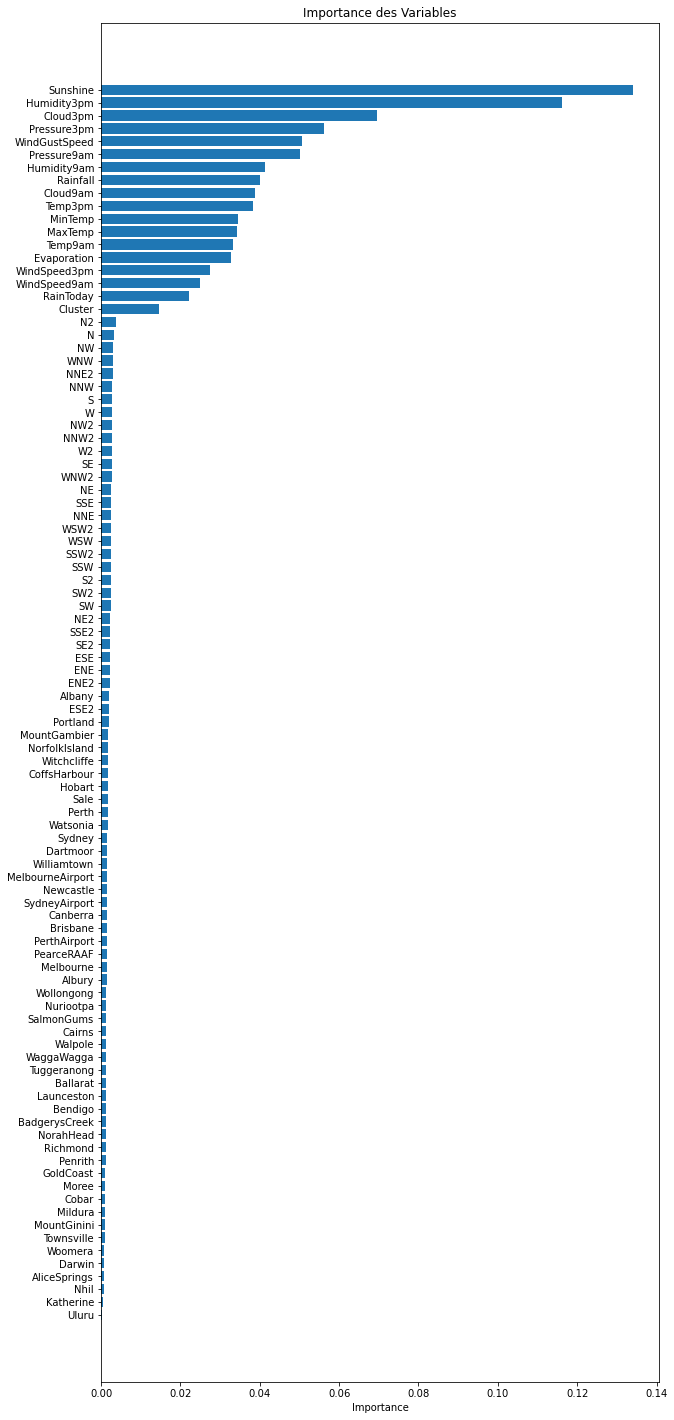 Importance des Variables
Sunshine
Humidity3pm
Cloud3pm
Pressure3pm
WindGustSpeed
Pressure9am
Humidity9am
Rainfall
Cloud9am
Temp3pm
MinTemp
MaxTemp
Temp9am
Evaporation
WindSpeed3pm
WindSpeed9am
RainToday
Cluster
N2
N
NW
WNW
NNE2
NNW
S
W
NW2
NNW2
W2
SE
WNW2
NE
SSE
NNE
WSW2
WSW
SSW2
SSW
S2
SW2
SW
NE2
SSE2
SE2
ESE
ENE
ENE2
Albany
ESE2
Portland
MountGambier
NorfolkIsland
Witchcliffe
CoffsHarbour
Hobart
Sale
Perth
Watsonia
Sydney
Dartmoor
Williamtown
MelbourneAirport
Newcastle
SydneyAirport
Canberra
Brisbane
PerthAirport
PearceRAAF
Melbourne
Albury
Wollongong
Nuriootpa
SalmonGums
Cairns
Walpole
WaggaWagga
Tuggeranong
Ballarat
Launceston
Bendigo
BadgerysCreek
NorahHead
Richmond
Penrith
GoldCoast
Moree
Cobar
Mildura
MountGinini
Townsville
Woomera
Darwin
AliceSprings
Nhil
Katherine
Uluru
0.00 0.02 0.04 0.06 0.08 0.10 0.12 0.14
Importance